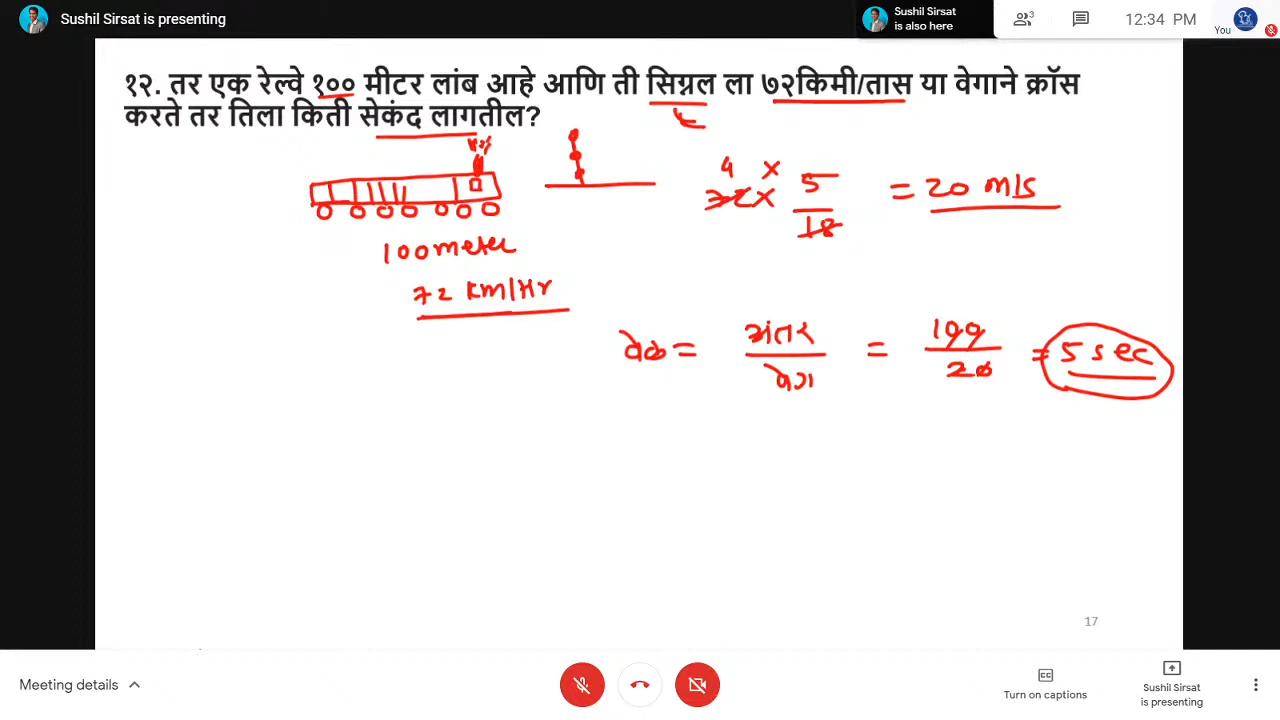 Sushil Sirsat is presenting
Sushil Sirsat
is also here
3
12:34 PM
You
१२. तर एक रेल्वे १०० मीटर लांब आहे आणि ती सिग्नल ला ७२किमी/तास या वेगाने क्रॉस
करते तर तिला किती सेकंद लागतील?
4 ×
72 × 5/18 = 20 m/s
100 meter
72 km/Hr
वेळ = अंतर/वेग = 100/20 = 5 sec
17
Meeting details
Turn on captions
Sushil Sirsat
is presenting